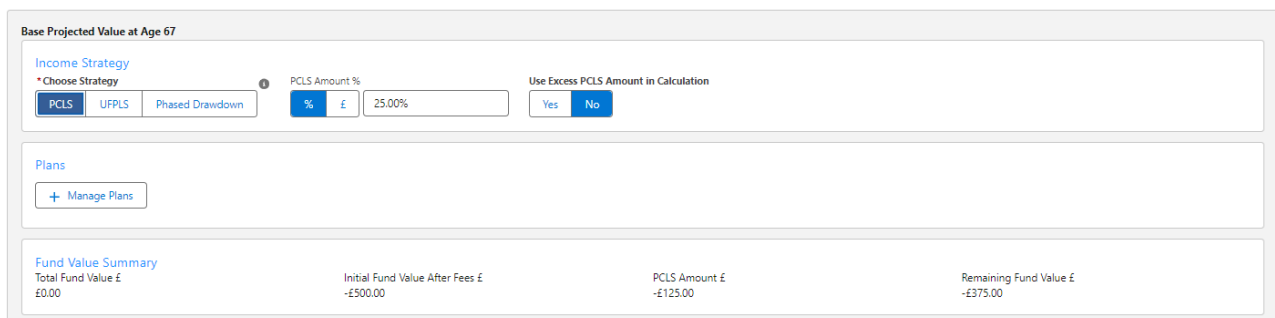 Base Projected Value at Age 67
Income Strategy
*Choose Strategy
PCLS UFPLS Phased Drawdown
PCLS Amount %
% £ 25.00%
Use Excess PCLS Amount in Calculation
Yes No
Plans
+ Manage Plans
Fund Value Summary
Total Fund Value £ Initial Fund Value After Fees £ PCLS Amount £ Remaining Fund Value £
£0.00 -£500.00 -£125.00 -£375.00